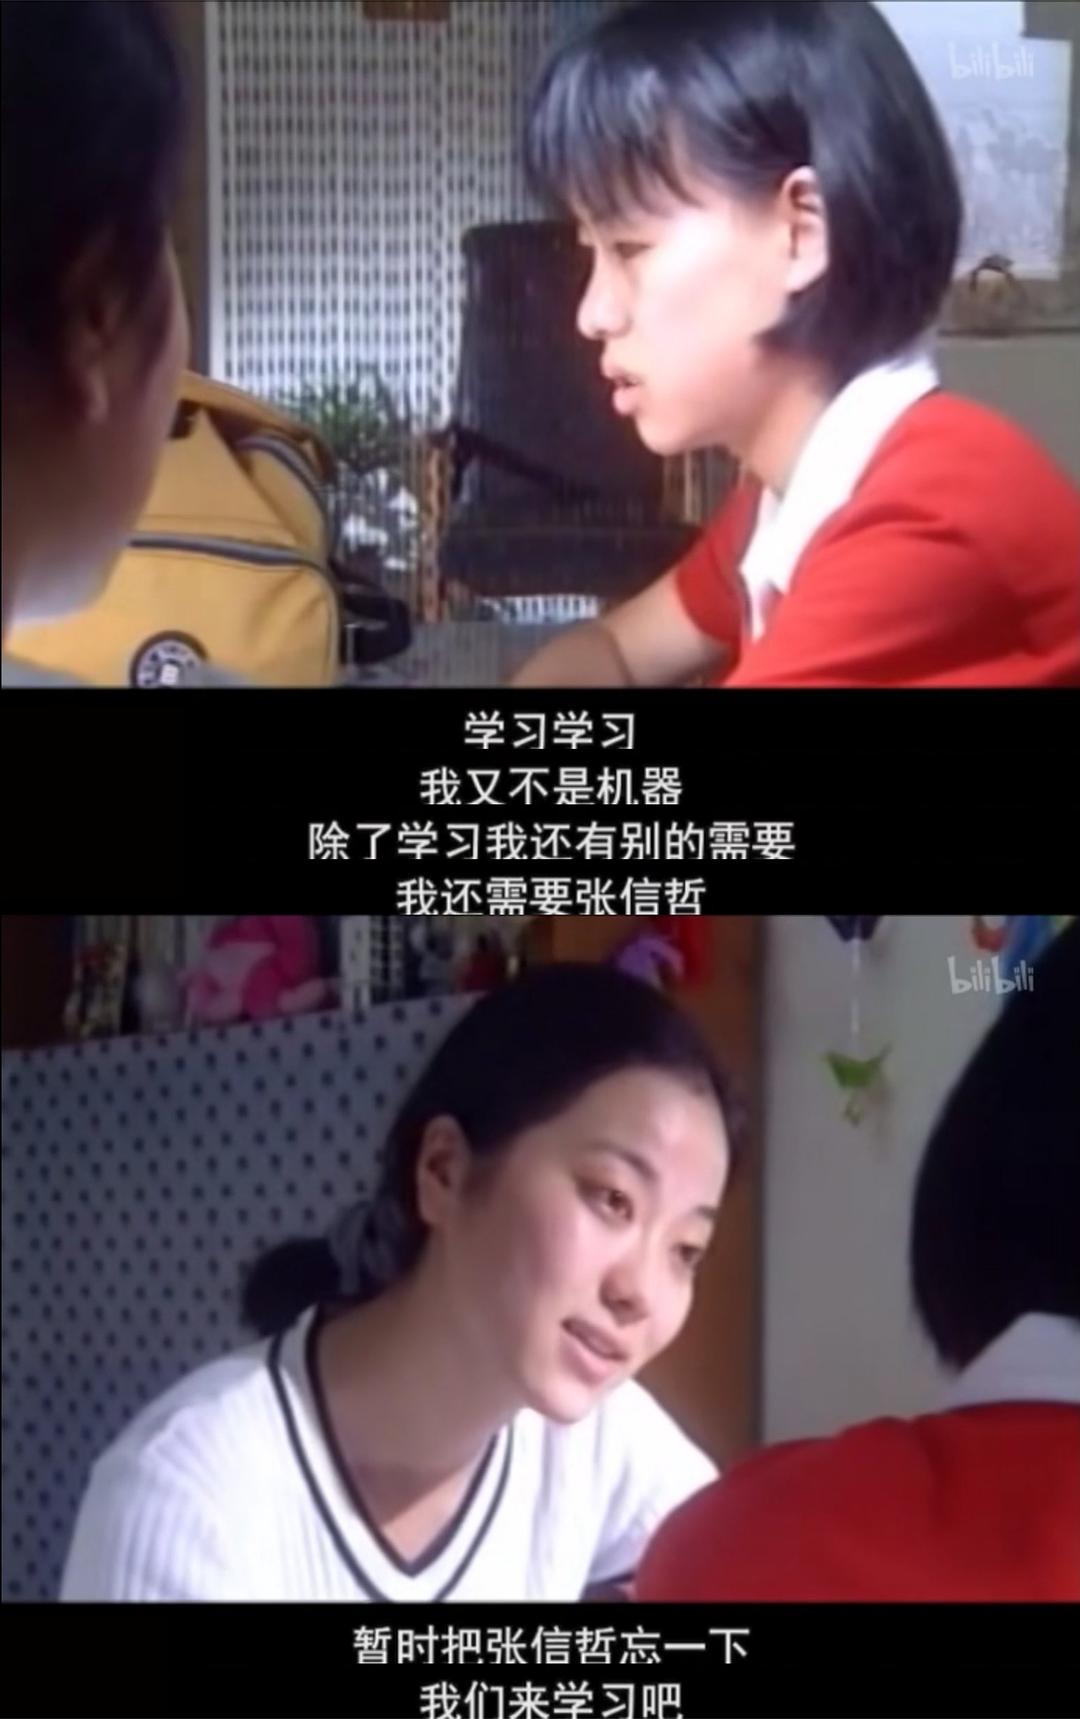 bilibili
学习学习
我又不是机器
除了学习我还有别的需要
我还需要张信哲
bilibili
暂时把张信哲忘一下
我们来学习吧